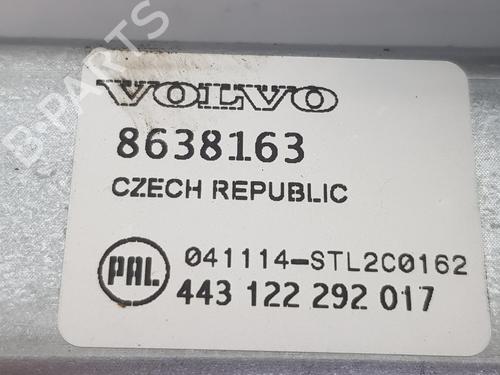 B-PARTS
VOLVO
8638163
CZECH REPUBLIC
PAL 041114-STL2C0162
443 122 292 017